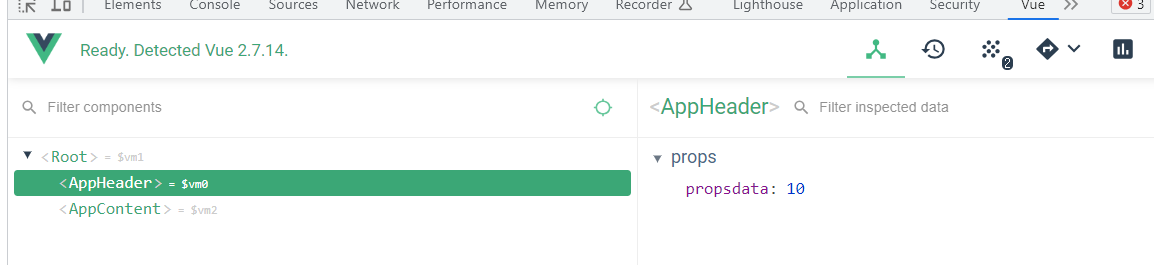 Elements Console Sources Network Performance Memory Recorder Lighthouse Application Security Vue 3
Ready. Detected Vue 2.7.14.
2
Filter components
<AppHeader> Filter inspected data
<Root> = $vm1
props
<AppHeader> = $vm0
propsdata: 10
<AppContent> = $vm2